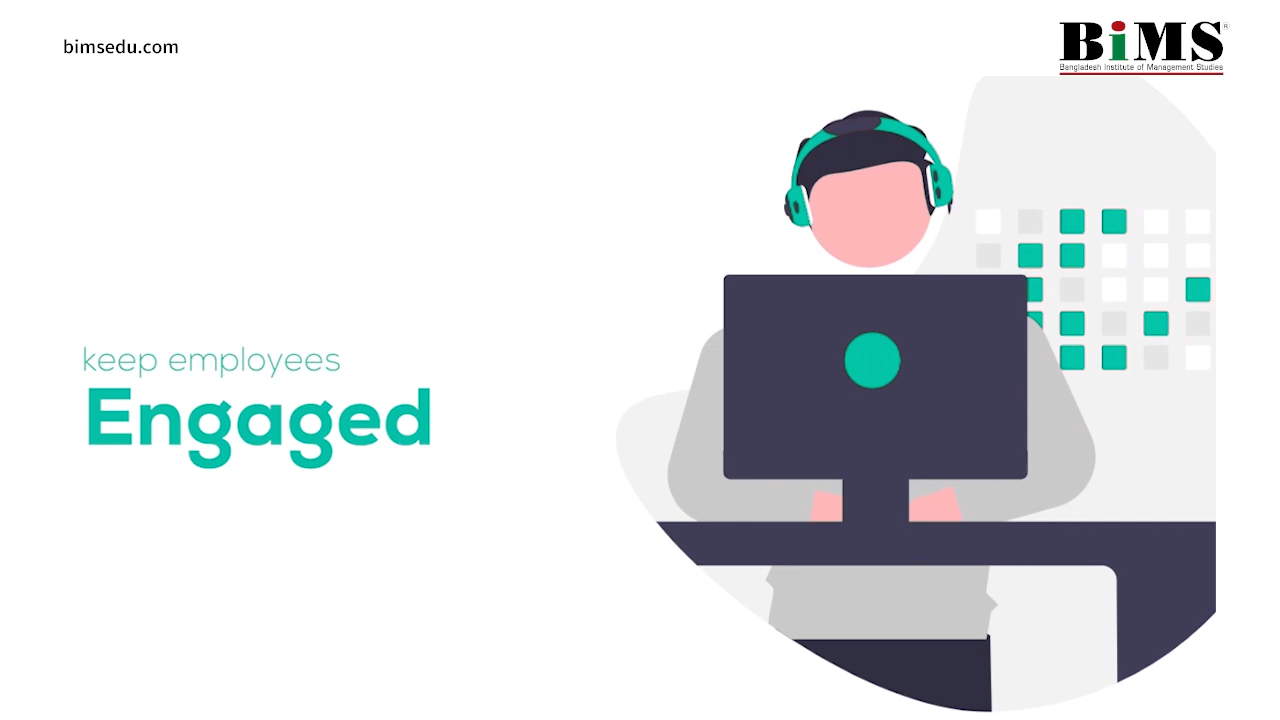 bimsedu.com
BiMS®
Bangladesh Institute of Management Studies
keep employees
Engaged